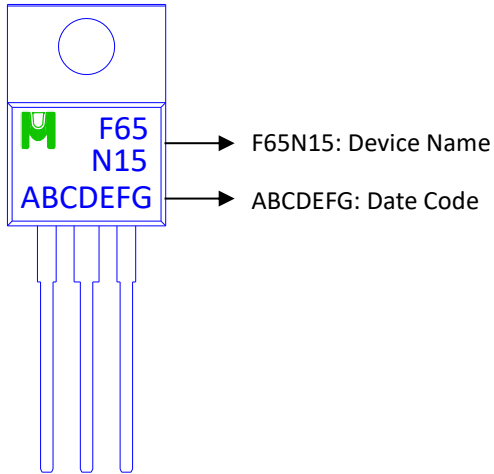 F65
N15
ABCDEFG
F65N15: Device Name
ABCDEFG: Date Code